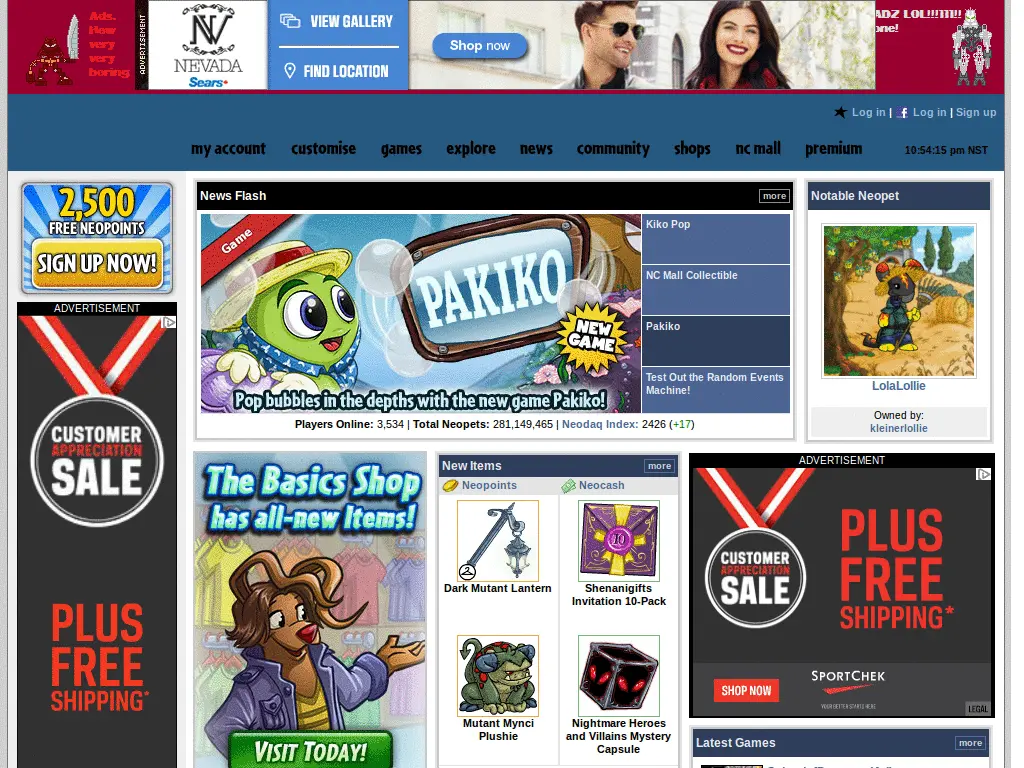 Ads.
How
very
very
boring
ADVERTISEMENT
NEVADA
Sears
VIEW GALLERY
FIND LOCATION
Shop now
ADZ LOL!!!111!!
one!
Log in | Log in | Sign up
my account customise games explore news community shops nc mall premium
10:54:15 pm NST
2,500
FREE NEOPOINTS
SIGN UP NOW!
ADVERTISEMENT
CUSTOMER
APPRECIATION
SALE
PLUS
FREE
SHIPPING*
News Flash more
Game
PAKIKO
NEW
GAME
Pop bubbles in the depths with the new game Pakiko!
Kiko Pop
NC Mall Collectible
Pakiko
Test Out the Random Events
Machine!
Players Online: 3,534 | Total Neopets: 281,149,465 | Neodaq Index: 2426 (+17)
Notable Neopet
LolaLollie
Owned by:
kleinerlollie
The Basics Shop
has all-new Items!
VISIT TODAY!
New Items more
Neopoints Neocash
2
Dark Mutant Lantern
10
Shenanigifts
Invitation 10-Pack
Mutant Mynci
Plushie
Nightmare Heroes
and Villains Mystery
Capsule
ADVERTISEMENT
CUSTOMER
APPRECIATION
SALE
PLUS
FREE
SHIPPING*
SHOP NOW
SPORTCHEK
YOUR BETTER STARTS HERE
LEGAL
Latest Games more